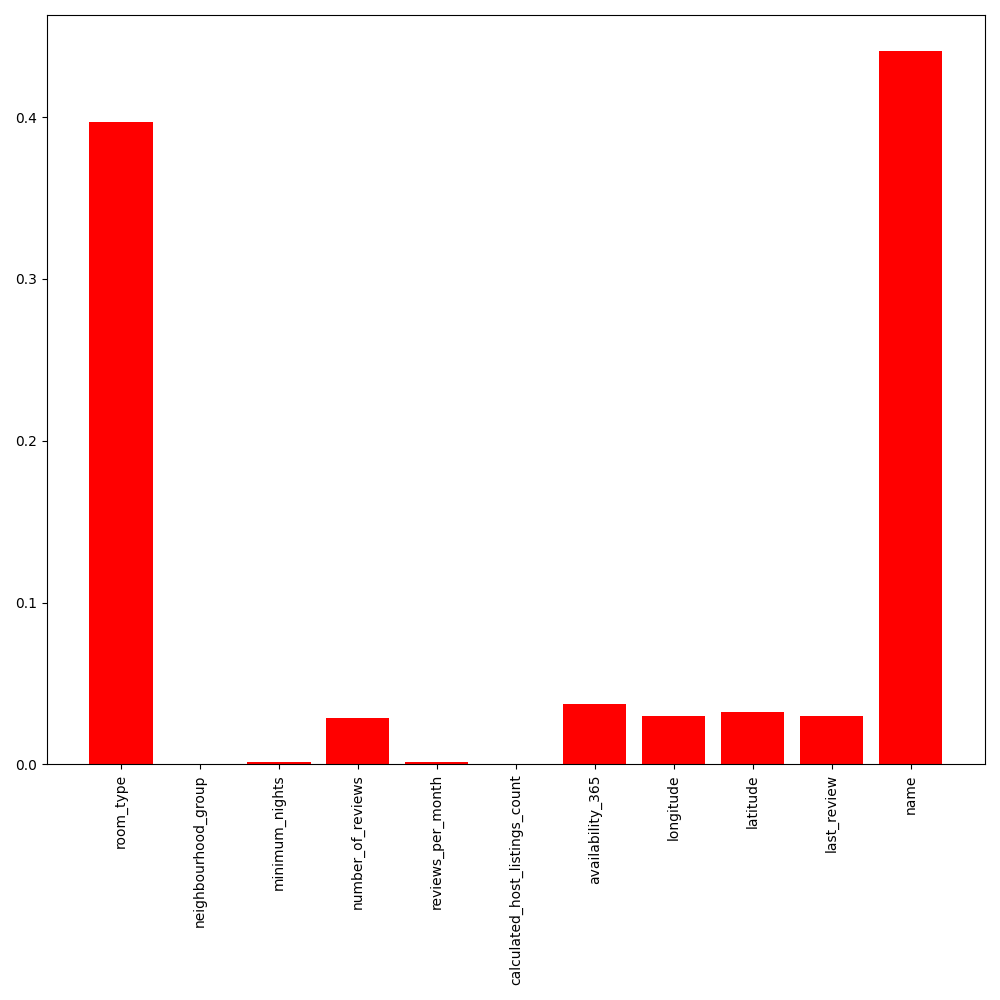 0.4
0.3
0.2
0.1
0.0
room_type
neighbourhood_group
minimum_nights
number_of_reviews
reviews_per_month
calculated_host_listings_count
availability_365
longitude
latitude
last_review
name